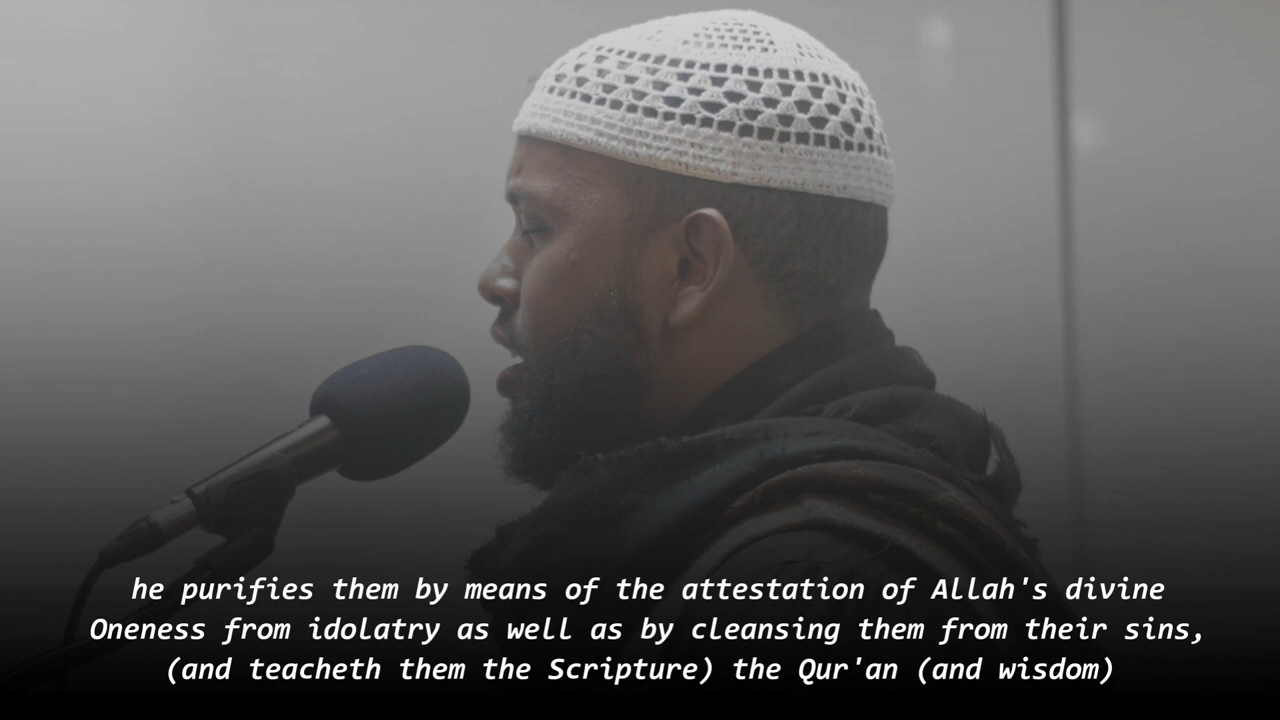 he purifies them by means of the attestation of Allah's divine
Oneness from idolatry as well as by cleansing them from their sins,
(and teacheth them the Scripture) the Qur'an (and wisdom)